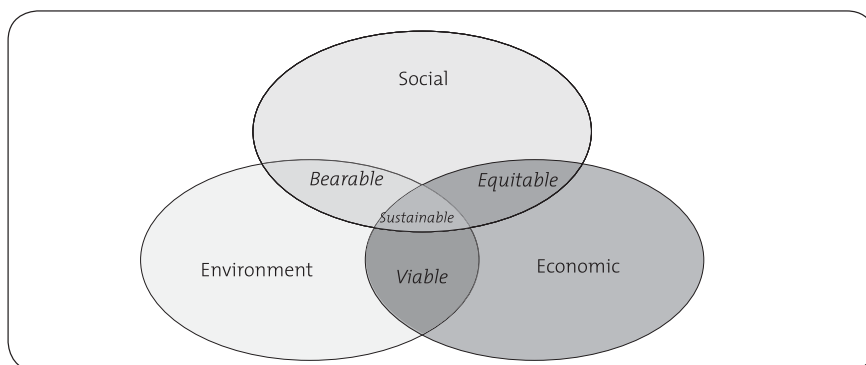 Social
Bearable
Equitable
Sustainable
Environment
Viable
Economic